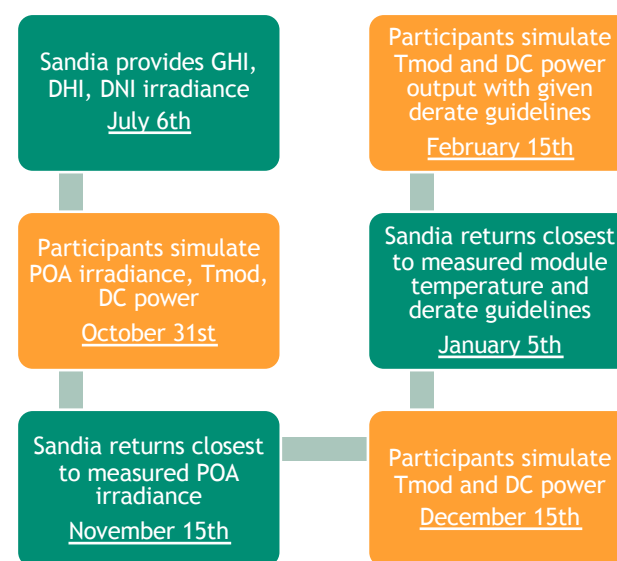 Sandia provides GHI,
DHI, DNI irradiance
July 6th
Participants simulate
POA irradiance, Tmod,
DC power
October 31st
Sandia returns closest
to measured POA
irradiance
November 15th
Participants simulate
Tmod and DC power
December 15th
Sandia returns closest
to measured module
temperature and
derate guidelines
January 5th
Participants simulate
Tmod and DC power
output with given
derate guidelines
February 15th